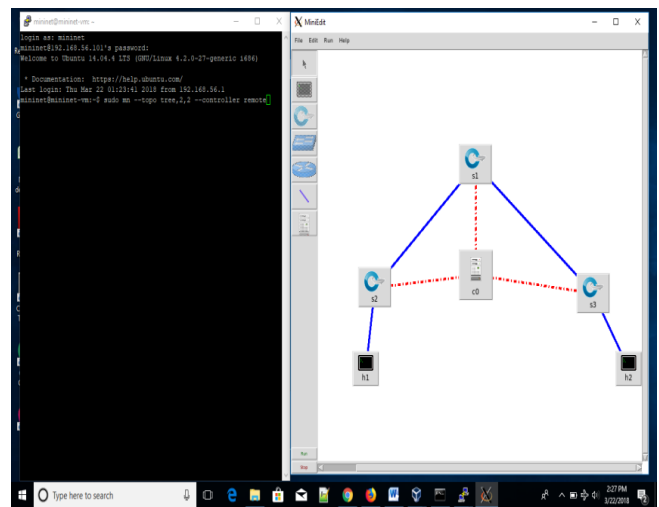 mininet@mininet-vm: ~
login as: mininet
mininet@192.168.56.101's password:
Welcome to Ubuntu 14.04.4 LTS (GNU/Linux 4.2.0-27-generic i686)
* Documentation:  https://help.ubuntu.com/
Last login: Thu Mar 22 01:23:41 2018 from 192.168.56.1
mininet@mininet-vm:~$ sudo mn --topo tree,2,2 --controller remote
MiniEdit
File Edit Run Help
s1
c0
s2
s3
h1
h2
Run
Stop
Type here to search
2:27 PM
3/22/2018